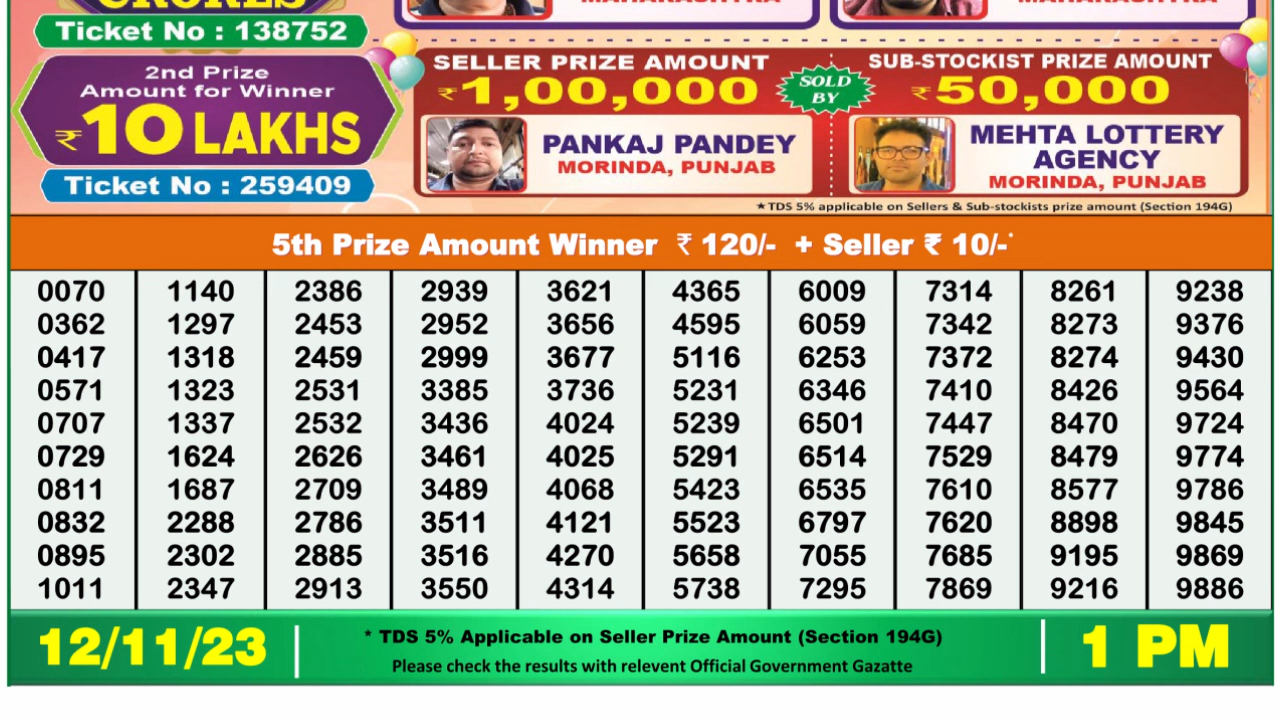 CRORES
Ticket No : 138752
MAHARASHTRA
MAHARASHTRA
2nd Prize
Amount for Winner
₹10 LAKHS
Ticket No : 259409
SELLER PRIZE AMOUNT
₹1,00,000
SOLD
BY
SUB-STOCKIST PRIZE AMOUNT
₹50,000
PANKAJ PANDEY
MORINDA, PUNJAB
MEHTA LOTTERY
AGENCY
MORINDA, PUNJAB
★TDS 5% applicable on Sellers & Sub-stockists prize amount (Section 194G)
5th Prize Amount Winner ₹ 120/- + Seller ₹ 10/-*
0070 1140 2386 2939 3621 4365 6009 7314 8261 9238
0362 1297 2453 2952 3656 4595 6059 7342 8273 9376
0417 1318 2459 2999 3677 5116 6253 7372 8274 9430
0571 1323 2531 3385 3736 5231 6346 7410 8426 9564
0707 1337 2532 3436 4024 5239 6501 7447 8470 9724
0729 1624 2626 3461 4025 5291 6514 7529 8479 9774
0811 1687 2709 3489 4068 5423 6535 7610 8577 9786
0832 2288 2786 3511 4121 5523 6797 7620 8898 9845
0895 2302 2885 3516 4270 5658 7055 7685 9195 9869
1011 2347 2913 3550 4314 5738 7295 7869 9216 9886
12/11/23
* TDS 5% Applicable on Seller Prize Amount (Section 194G)
Please check the results with relevent Official Government Gazatte
1 PM